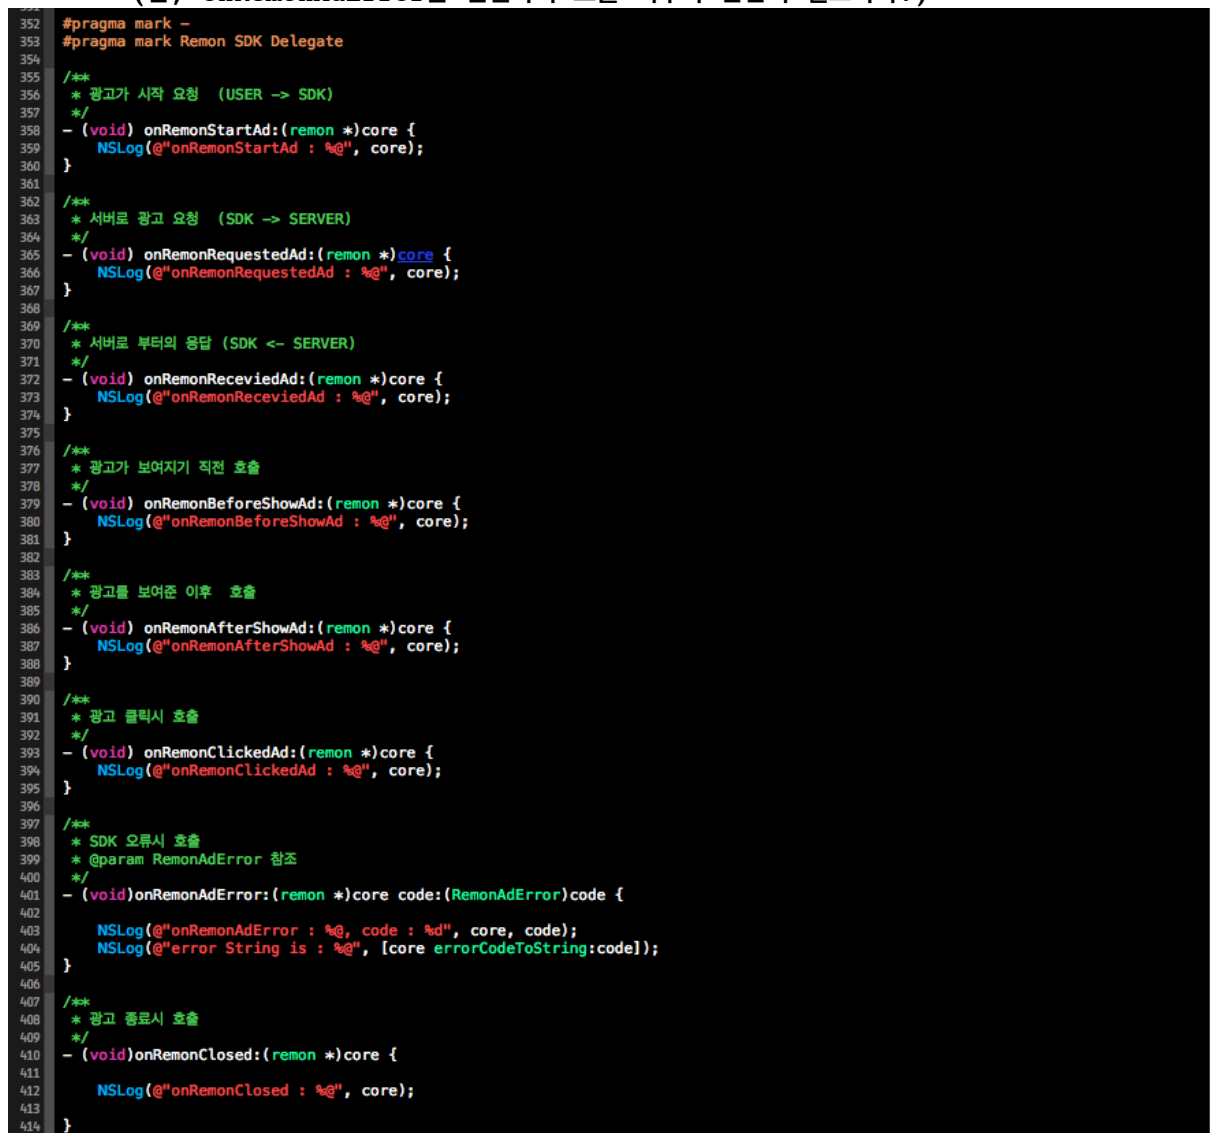 352 #pragma mark -
353 #pragma mark Remon SDK Delegate
354
355 /**
356 * 광고가 시작 요청 (USER -> SDK)
357 */
358 - (void) onRemonStartAd:(remon *)core {
359 NSLog(@"onRemonStartAd : %@", core);
360 }
361
362 /**
363 * 서버로 광고 요청 (SDK -> SERVER)
364 */
365 - (void) onRemonRequestedAd:(remon *)core {
366 NSLog(@"onRemonRequestedAd : %@", core);
367 }
368
369 /**
370 * 서버로 부터의 응답 (SDK <- SERVER)
371 */
372 - (void) onRemonReceviedAd:(remon *)core {
373 NSLog(@"onRemonReceviedAd : %@", core);
374 }
375
376 /**
377 * 광고가 보여지기 직전 호출
378 */
379 - (void) onRemonBeforeShowAd:(remon *)core {
380 NSLog(@"onRemonBeforeShowAd : %@", core);
381 }
382
383 /**
384 * 광고를 보여준 이후 호출
385 */
386 - (void) onRemonAfterShowAd:(remon *)core {
387 NSLog(@"onRemonAfterShowAd : %@", core);
388 }
389
390 /**
391 * 광고 클릭시 호출
392 */
393 - (void) onRemonClickedAd:(remon *)core {
394 NSLog(@"onRemonClickedAd : %@", core);
395 }
396
397 /**
398 * SDK 오류시 호출
399 * @param RemonAdError 참조
400 */
401 - (void)onRemonAdError:(remon *)core code:(RemonAdError)code {
402
403 NSLog(@"onRemonAdError : %@, code : %d", core, code);
404 NSLog(@"error String is : %@", [core errorCodeToString:code]);
405 }
406
407 /**
408 * 광고 종료시 호출
409 */
410 - (void)onRemonClosed:(remon *)core {
411
412 NSLog(@"onRemonClosed : %@", core);
413
414 }